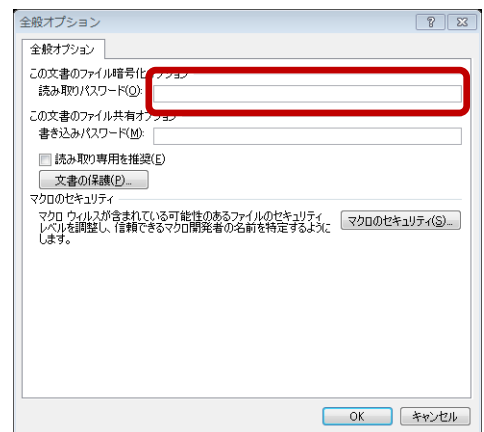 全般オプション
全般オプション
この文書のファイル暗号化オプション
読み取りパスワード(O):
この文書のファイル共有オプション
書き込みパスワード(M):
読み取り専用を推奨(E)
文書の保護(P)...
マクロのセキュリティ
マクロ ウィルスが含まれている可能性のあるファイルのセキュリティ
レベルを調整し、信頼できるマクロ開発者の名前を特定するように
します。
マクロのセキュリティ(S)...
OK キャンセル